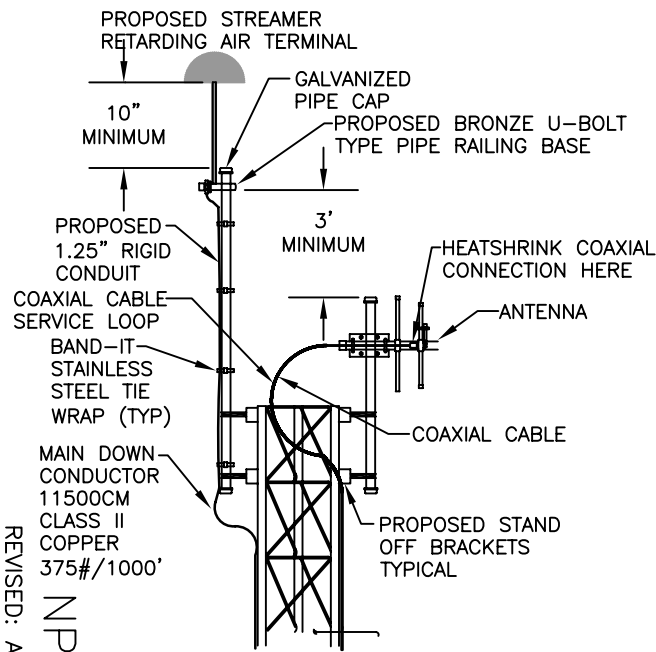 PROPOSED STREAMER
RETARDING AIR TERMINAL
GALVANIZED
PIPE CAP
10"
MINIMUM
PROPOSED BRONZE U-BOLT
TYPE PIPE RAILING BASE
PROPOSED
1.25" RIGID
CONDUIT
3'
MINIMUM
HEATSHRINK COAXIAL
CONNECTION HERE
COAXIAL CABLE
SERVICE LOOP
ANTENNA
BAND-IT
STAINLESS
STEEL TIE
WRAP (TYP)
COAXIAL CABLE
MAIN DOWN
CONDUCTOR
11500CM
CLASS II
COPPER
375#/1000'
PROPOSED STAND
OFF BRACKETS
TYPICAL
NP
REVISED: A